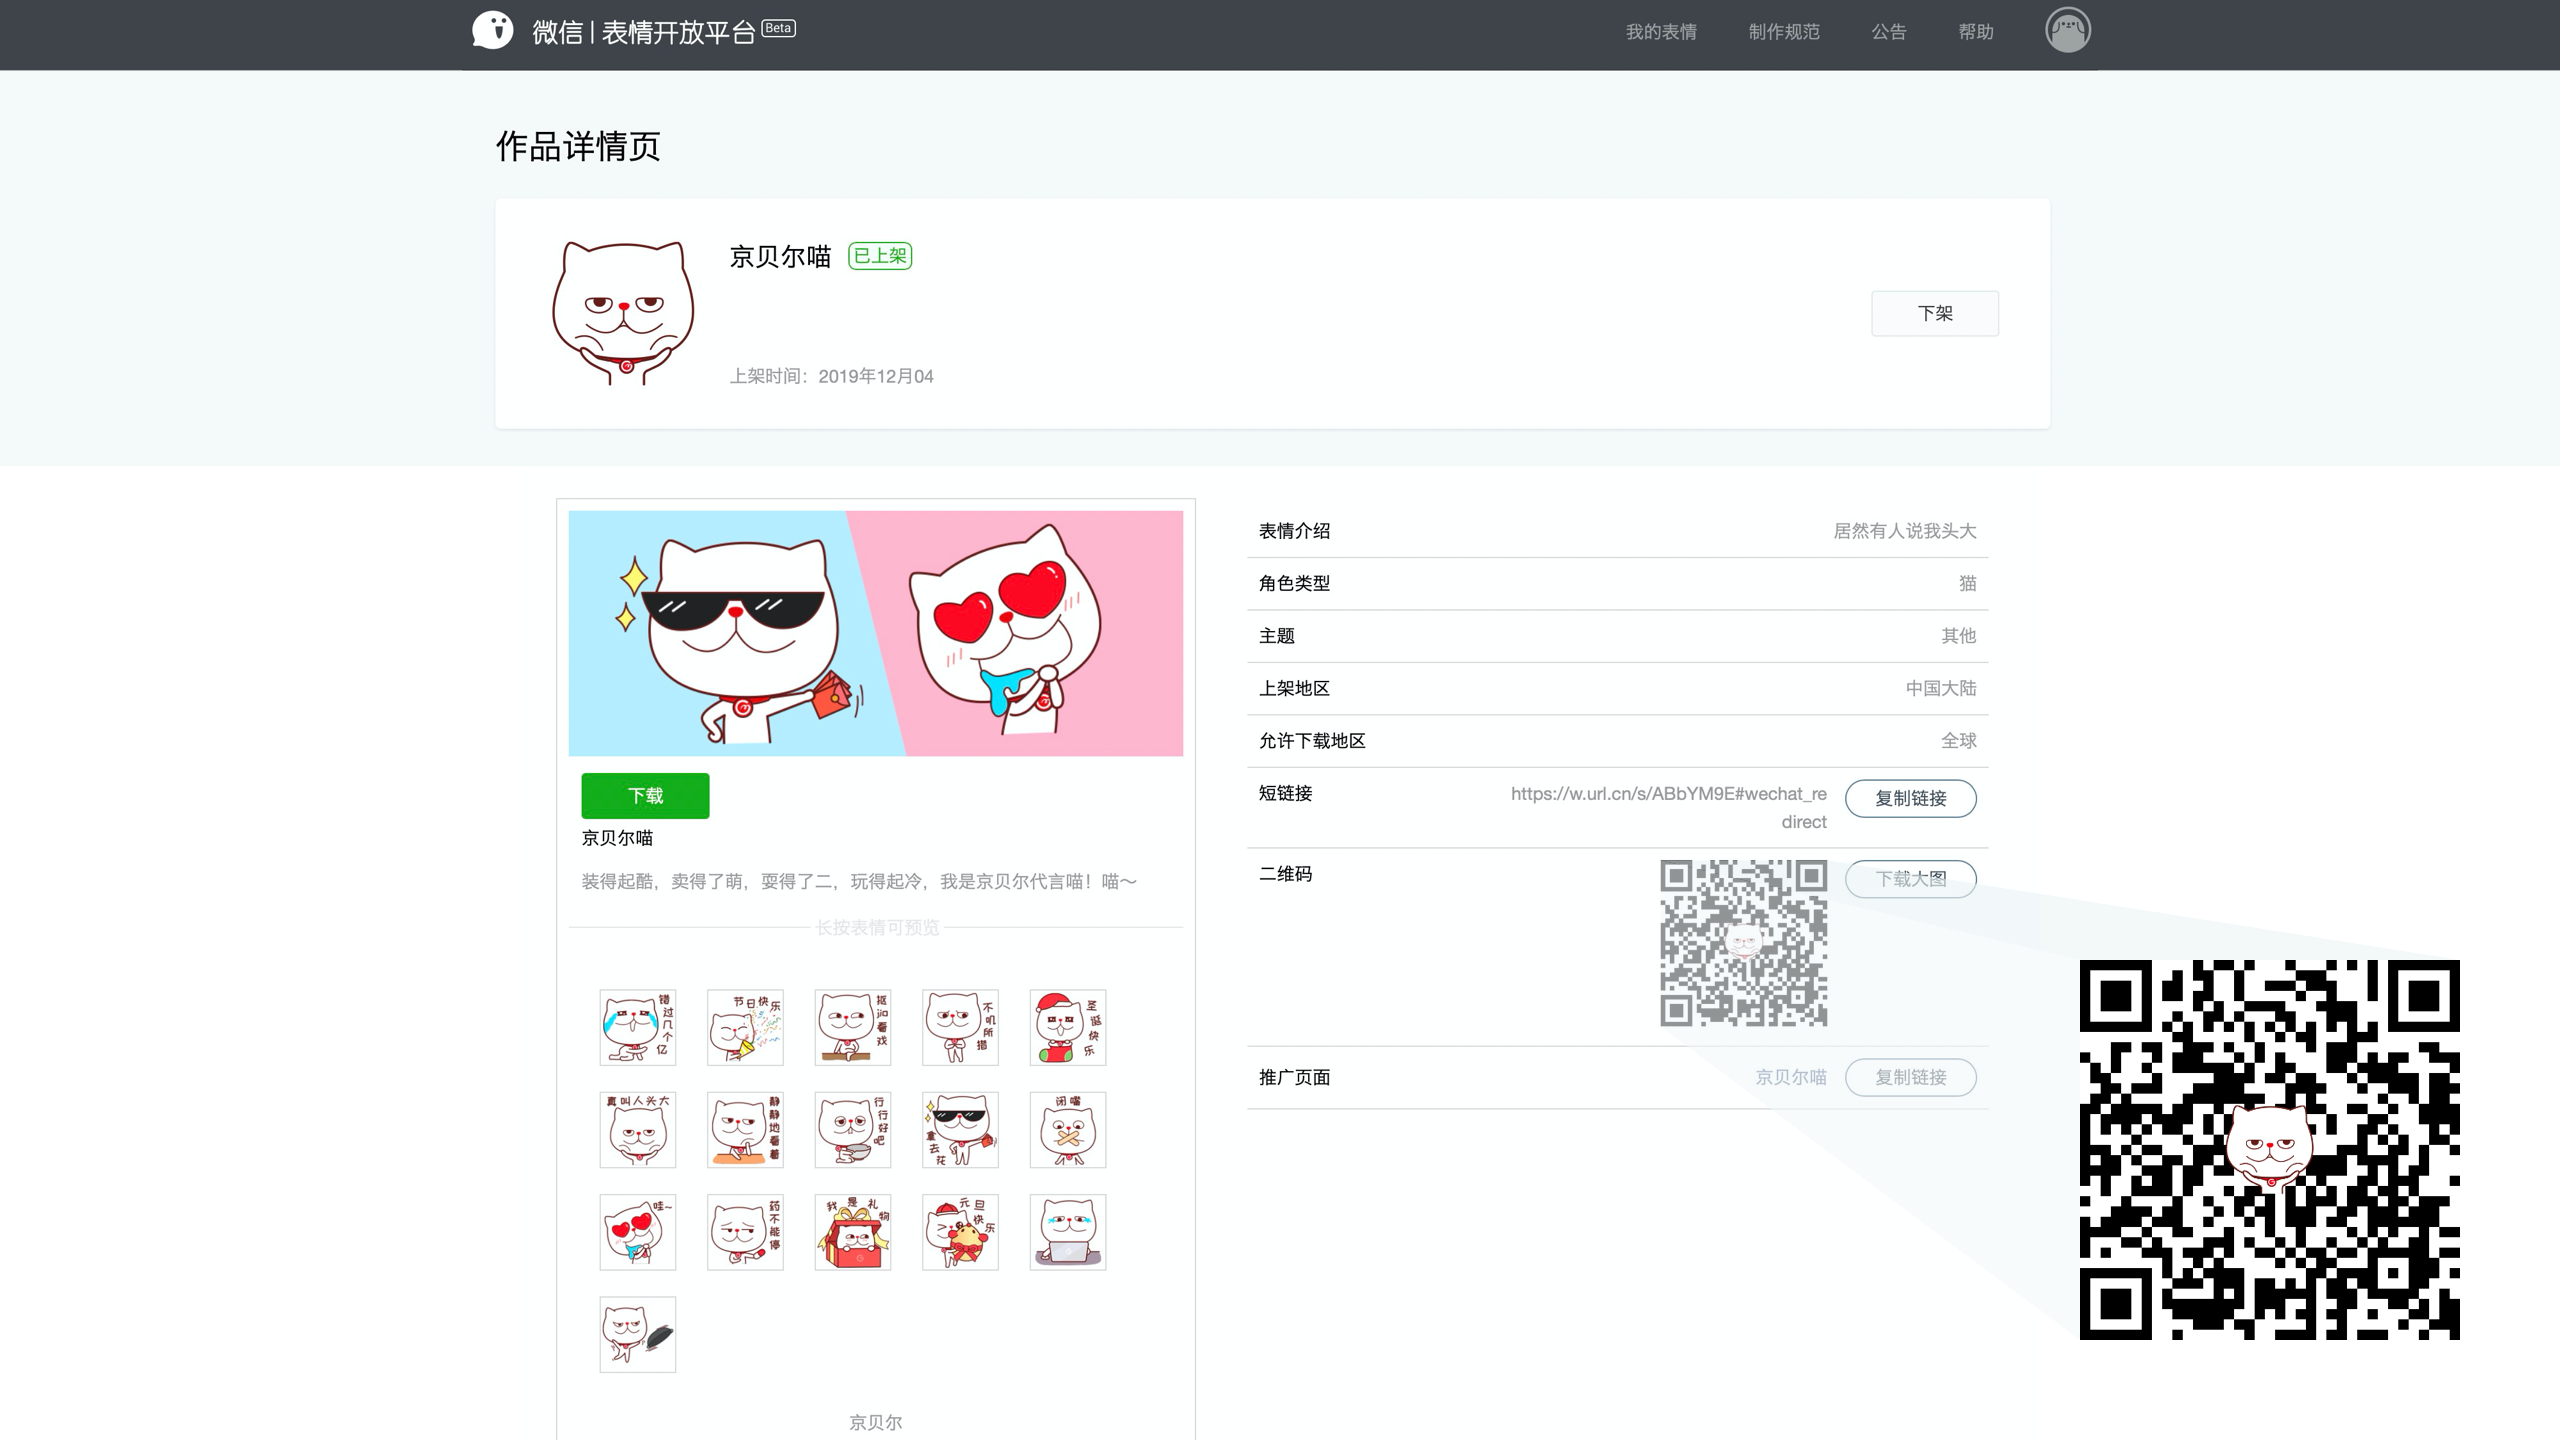 微信 | 表情开放平台 Beta
我的表情 制作规范 公告 帮助
作品详情页
京贝尔喵 已上架
下架
上架时间：2019年12月04
表情介绍 居然有人说我头大
角色类型 猫
主题 其他
上架地区 中国大陆
允许下载地区 全球
短链接 https://w.url.cn/s/ABbYM9E#wechat_re
direct
复制链接
二维码 下载大图
推广页面 京贝尔喵 复制链接
下载
京贝尔喵
装得起酷，卖得了萌，耍得了二，玩得起冷，我是京贝尔代言喵！喵～
长按表情可预览
错过几个亿
节日快乐
抠jio看戏
不叽所措
圣诞快乐
真叫人头大
静静地看着
行行好吧
拿去花
闭嘴
哇~
药不能停
我是礼物
元旦快乐
京贝尔